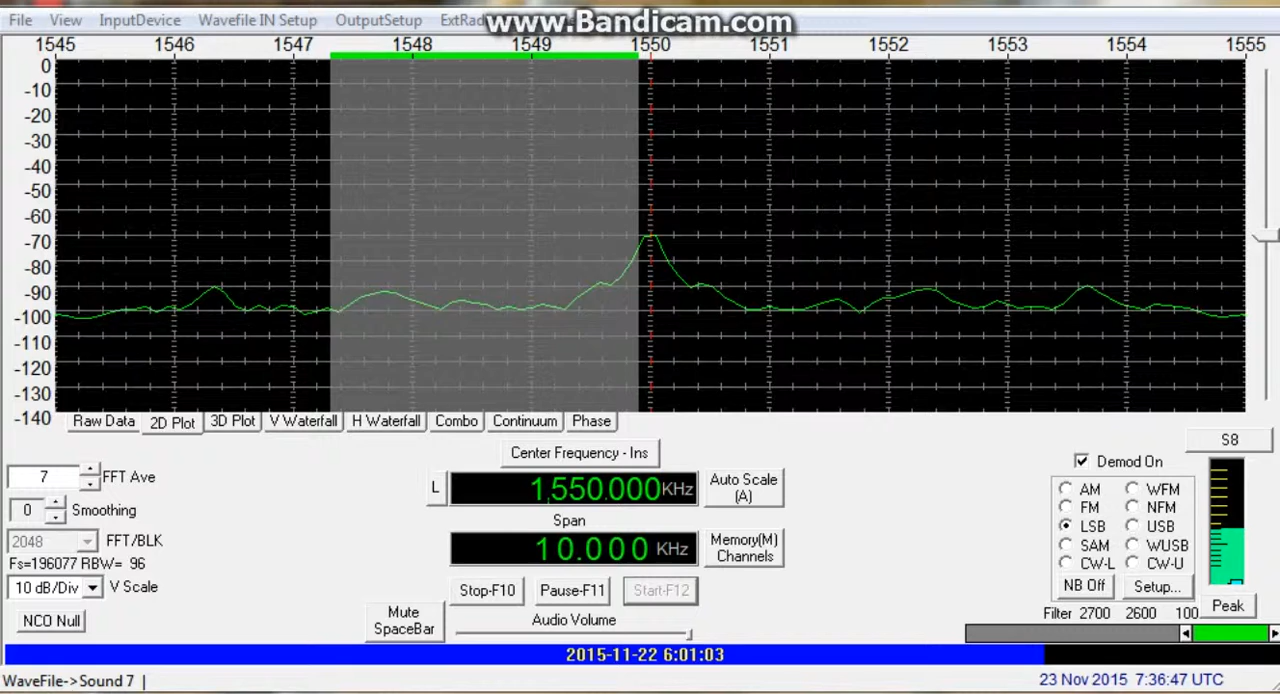 File View InputDevice Wavefile IN Setup OutputSetup ExtRad
www.Bandicam.com
1545 1546 1547 1548 1549 1550 1551 1552 1553 1554 1555
0
-10
-20
-30
-40
-50
-60
-70
-80
-90
-100
-110
-120
-130
-140
Raw Data 2D Plot 3D Plot V Waterfall H Waterfall Combo Continuum Phase
S8
Center Frequency - Ins
Demod On
7 FFT Ave
L 1,550.000 KHz Auto Scale
(A)
AM WFM
FM NFM
0 Smoothing
Span
LSB USB
2048 FFT/BLK
10.000 KHz Memory(M)
Channels
SAM WUSB
Fs=196077 RBW= 96
CW-L CW-U
10 dB/Div V Scale
Stop-F10 Pause-F11 Start-F12
NB Off Setup...
NCO Null
Mute
SpaceBar
Audio Volume
Filter 2700 2600 100
Peak
2015-11-22 6:01:03
WaveFile->Sound 7 |
23 Nov 2015 7:36:47 UTC